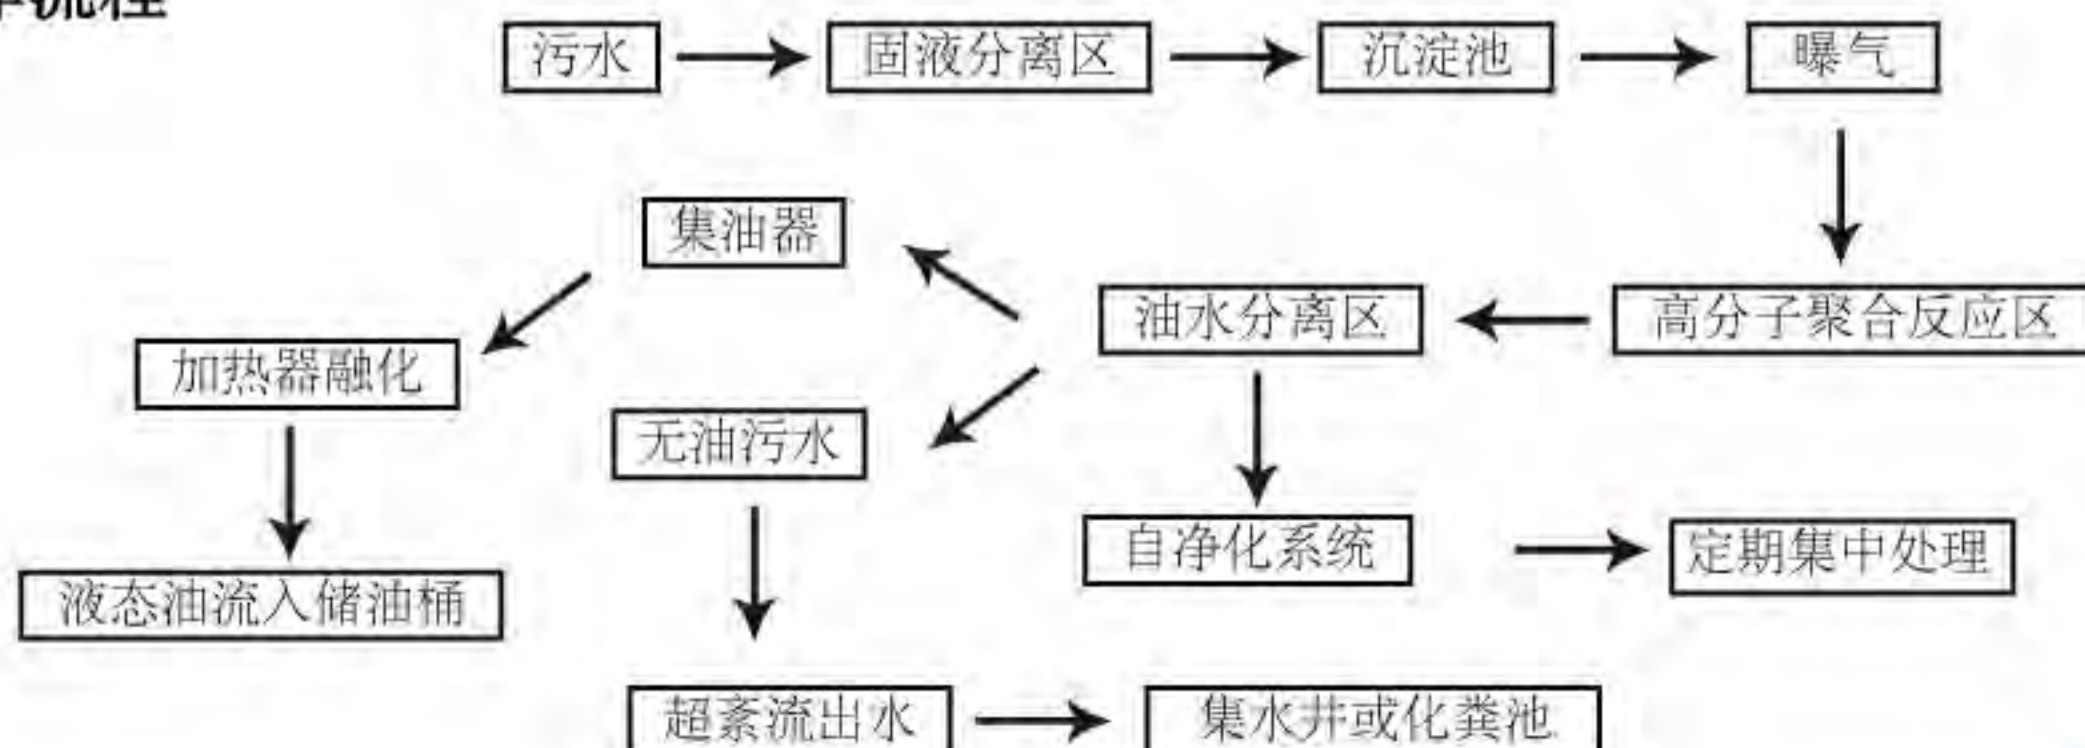 流程
污水
固液分离区
沉淀池
曝气
集油器
油水分离区
高分子聚合反应区
加热器融化
无油污水
自净化系统
定期集中处理
液态油流入储油桶
超紊流出水
集水井或化粪池